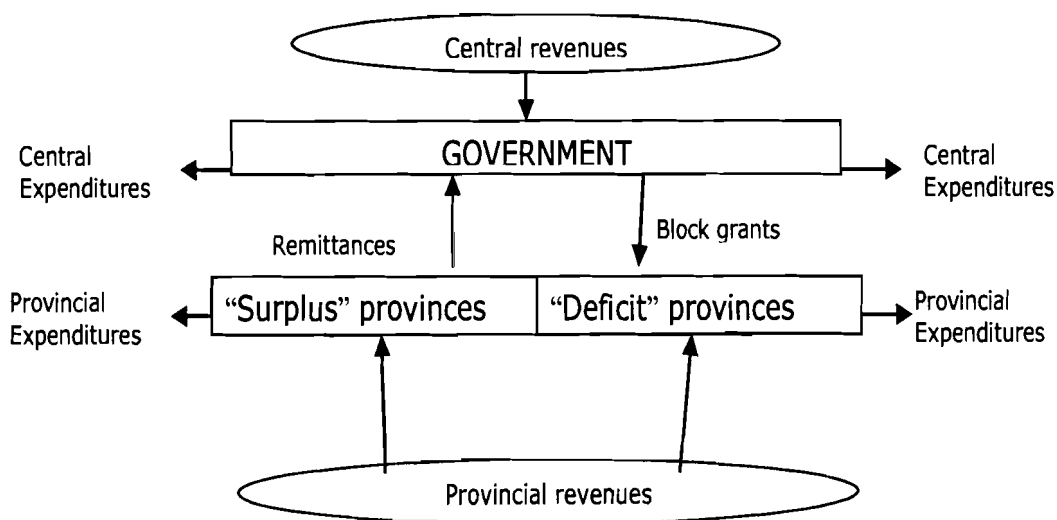 Central revenues
GOVERNMENT
Central
Expenditures
Central
Expenditures
Remittances
Block grants
Provincial
Expenditures
“Surplus” provinces
“Deficit” provinces
Provincial
Expenditures
Provincial revenues